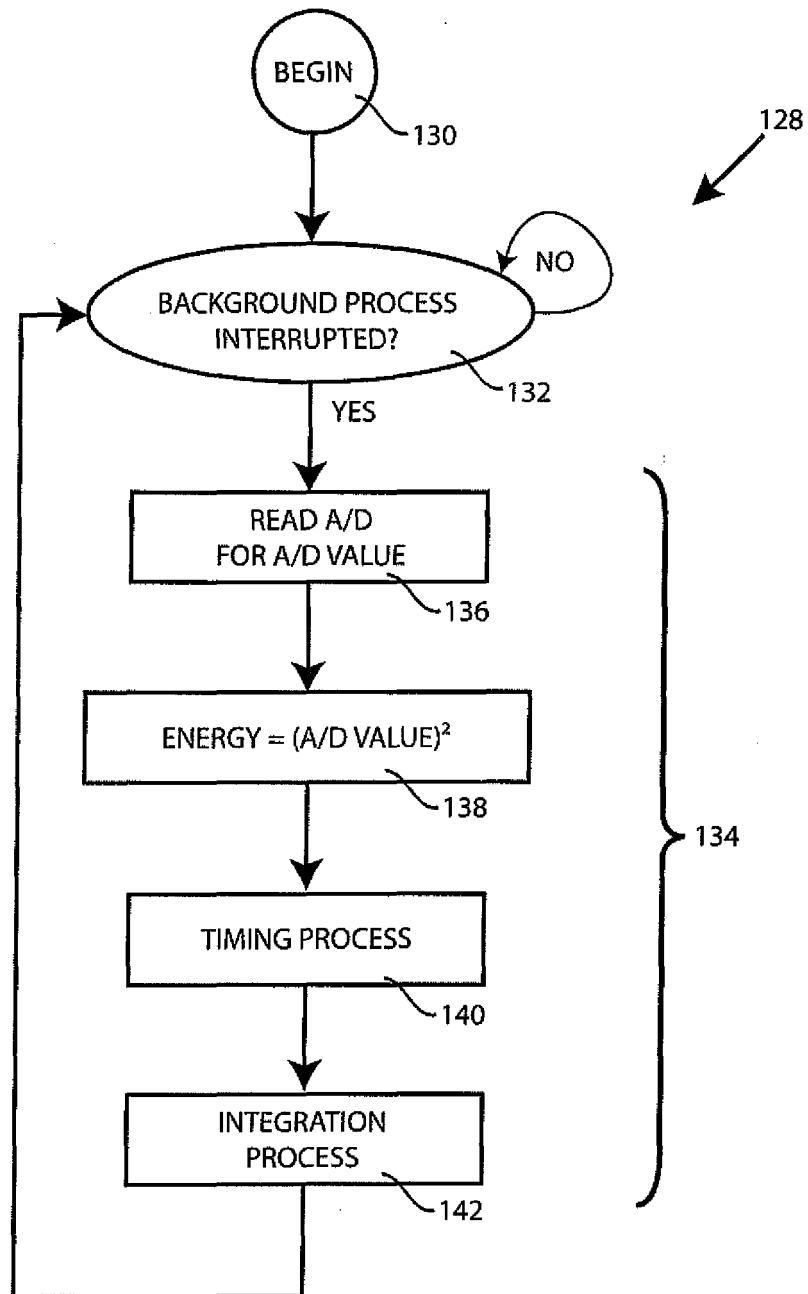 BEGIN
130
128
NO
BACKGROUND PROCESS
INTERRUPTED?
132
YES
READ A/D
FOR A/D VALUE
136
ENERGY = (A/D VALUE)²
138
134
TIMING PROCESS
140
INTEGRATION
PROCESS
142